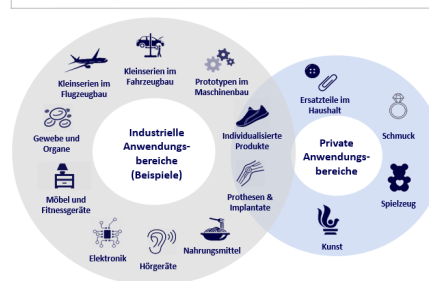 Kleinserien im
Flugzeugbau
Kleinserien im
Fahrzeugbau
Prototypen im
Maschinenbau
Gewebe und
Organe
Industrielle
Anwendungs-
bereiche
(Beispiele)
Individualisierte
Produkte
Möbel und
Fitnessgeräte
Prothesen &
Implantate
Elektronik
Hörgeräte
Nahrungsmittel
Ersatzteile im
Haushalt
Schmuck
Private
Anwendungs-
bereiche
Spielzeug
Kunst